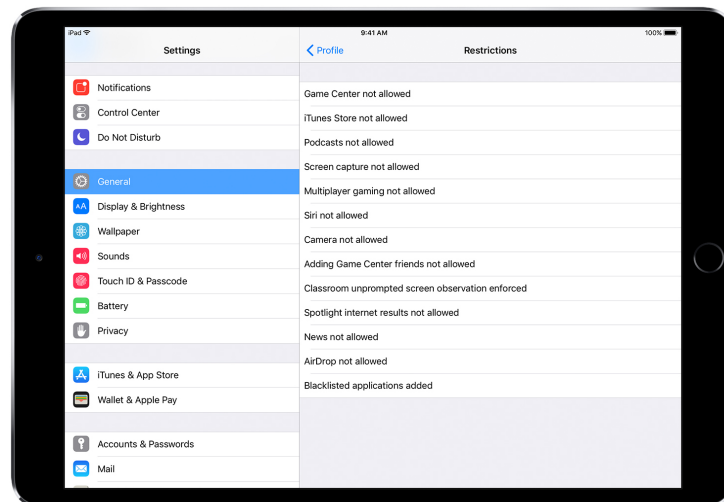 iPad
9:41 AM
100%
Settings
Profile
Restrictions
Notifications
Control Center
Do Not Disturb
General
AA Display & Brightness
Wallpaper
Sounds
Touch ID & Passcode
Battery
Privacy
iTunes & App Store
Wallet & Apple Pay
Accounts & Passwords
Mail
Game Center not allowed
iTunes Store not allowed
Podcasts not allowed
Screen capture not allowed
Multiplayer gaming not allowed
Siri not allowed
Camera not allowed
Adding Game Center friends not allowed
Classroom unprompted screen observation enforced
Spotlight internet results not allowed
News not allowed
AirDrop not allowed
Blacklisted applications added